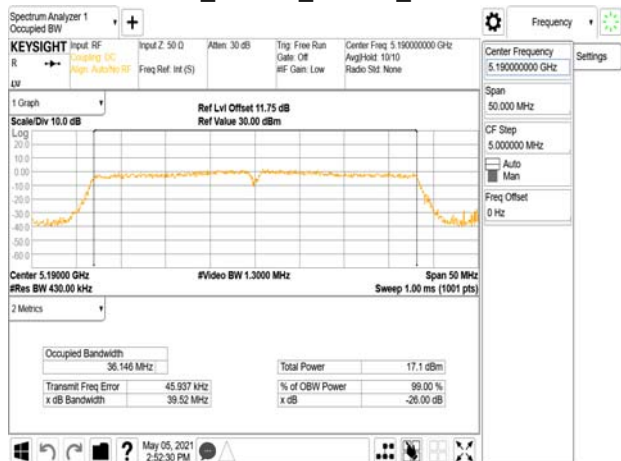 Spectrum Analyzer 1
Occupied BW
Frequency
KEYSIGHT
R
Input: RF
Coupling: DC
Align: Auto/No RF
Input Z: 50 Ω
Freq Ref: Int (S)
Atten: 30 dB
Trig: Free Run
Gate: Off
#IF Gain: Low
Center Freq: 5.190000000 GHz
Avg|Hold: 10/10
Radio Std: None
Center Frequency
5.190000000 GHz
Settings
Span
50.000 MHz
CF Step
5.000000 MHz
Auto
Man
Freq Offset
0 Hz
1 Graph
Scale/Div 10.0 dB
Ref Lvl Offset 11.75 dB
Ref Value 30.00 dBm
Log
20.0
10.0
0.00
-10.0
-20.0
-30.0
-40.0
-50.0
-60.0
Center 5.19000 GHz
#Res BW 430.00 kHz
#Video BW 1.3000 MHz
Span 50 MHz
Sweep 1.00 ms (1001 pts)
2 Metrics
Occupied Bandwidth
36.146 MHz
Transmit Freq Error 45.937 kHz
x dB Bandwidth 39.52 MHz
Total Power 17.1 dBm
% of OBW Power 99.00 %
x dB -26.00 dB
May 05, 2021
2:52:30 PM